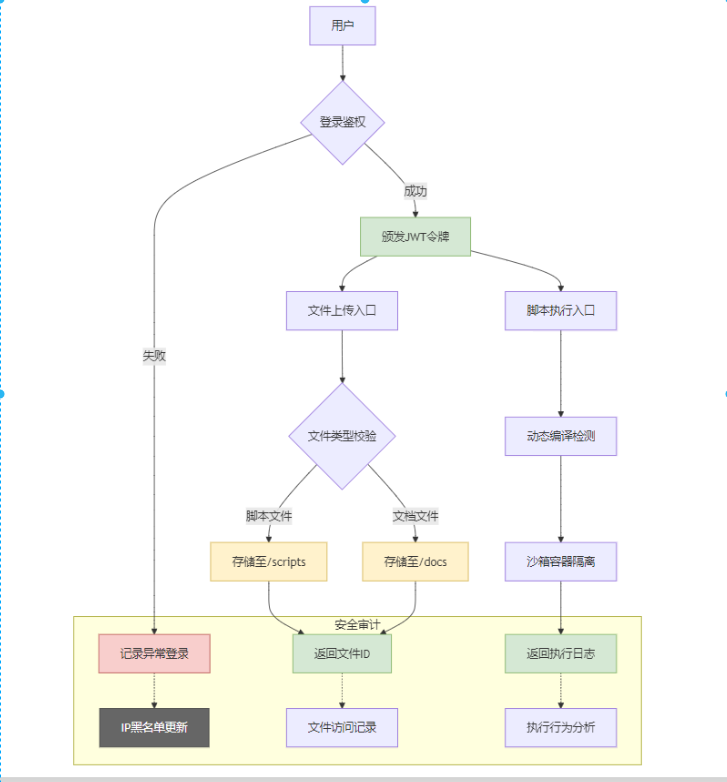 用户
登录鉴权
成功
颁发JWT令牌
文件上传入口
脚本执行入口
失败
文件类型校验
动态编译检测
脚本文件
文档文件
存储至/scripts
存储至/docs
沙箱容器隔离
安全审计
记录异常登录
返回文件ID
返回执行日志
IP黑名单更新
文件访问记录
执行行为分析